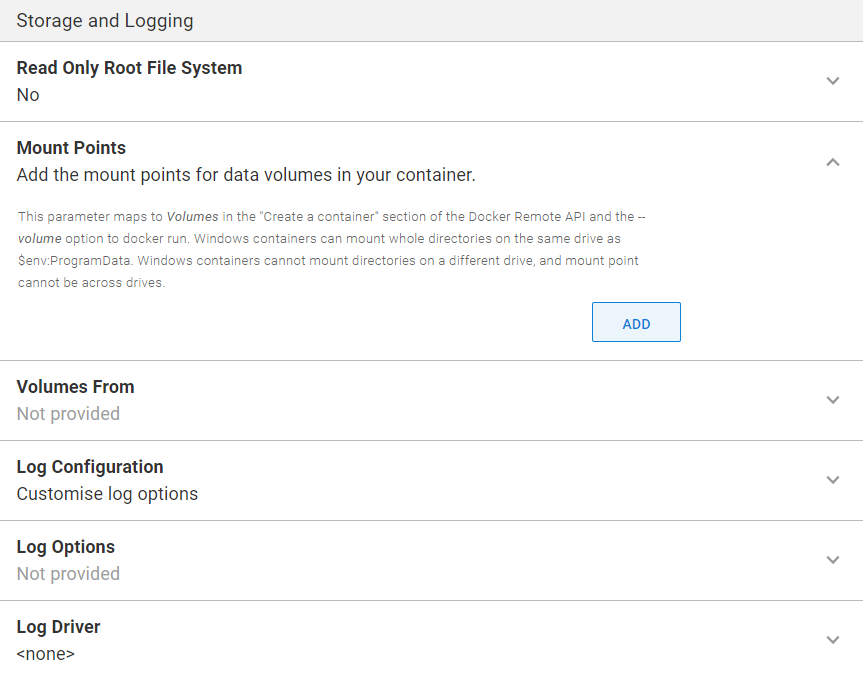 Storage and Logging
Read Only Root File System
No
Mount Points
Add the mount points for data volumes in your container.
This parameter maps to Volumes in the "Create a container" section of the Docker Remote API and the --
volume option to docker run. Windows containers can mount whole directories on the same drive as
$env:ProgramData. Windows containers cannot mount directories on a different drive, and mount point
cannot be across drives.
ADD
Volumes From
Not provided
Log Configuration
Customise log options
Log Options
Not provided
Log Driver
<none>